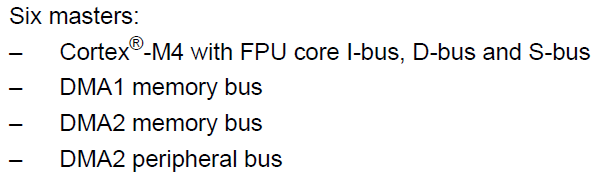 Six masters:
– Cortex®-M4 with FPU core I-bus, D-bus and S-bus
– DMA1 memory bus
– DMA2 memory bus
– DMA2 peripheral bus